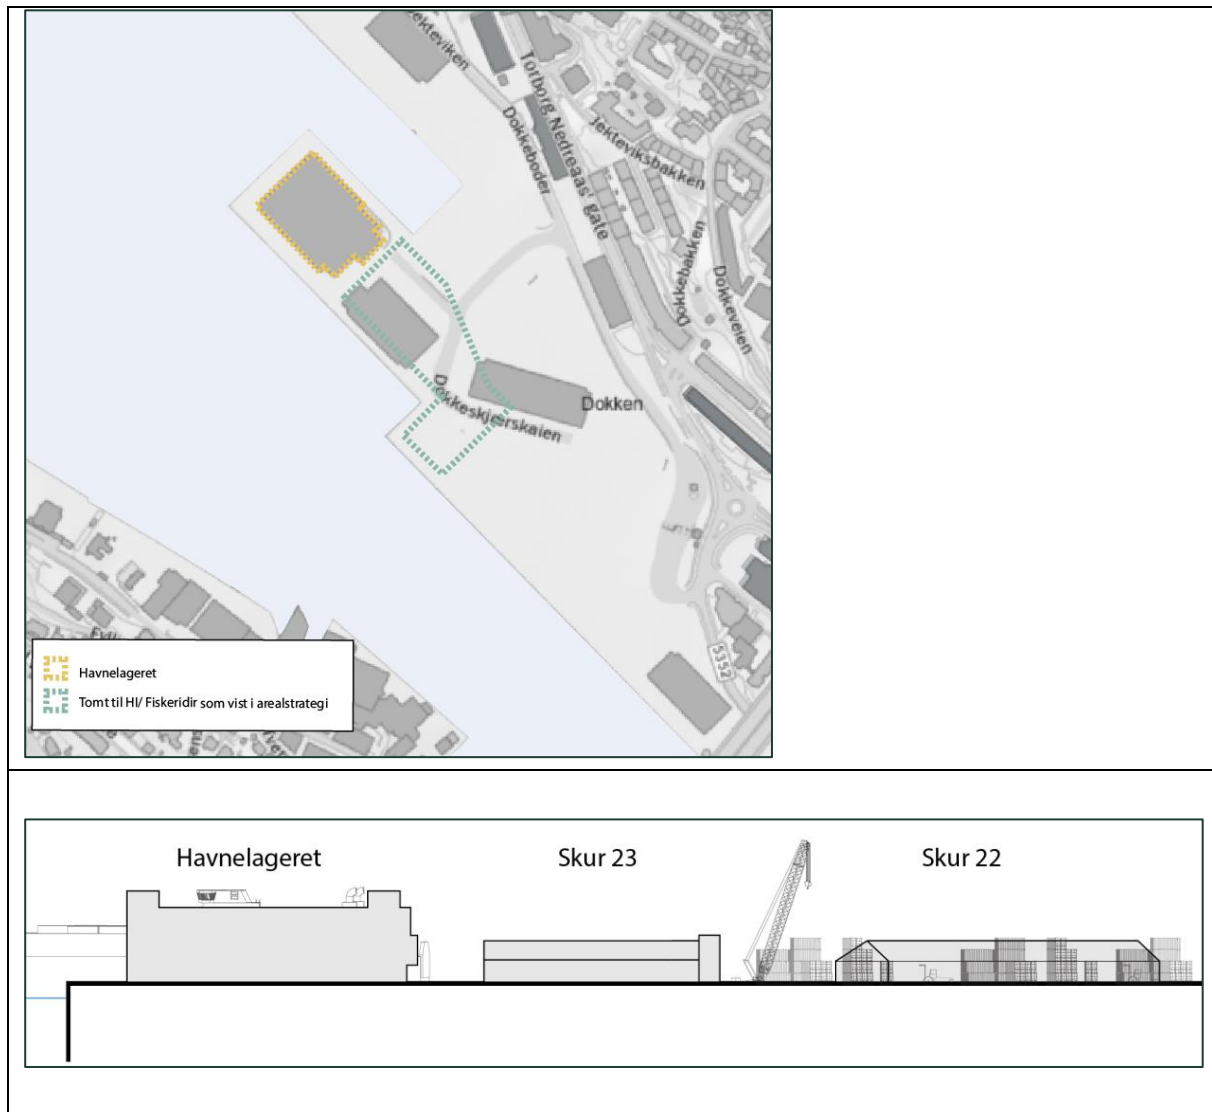 Jekteviken
Torborg Nedreaas' gate
Dokkeboder
Jekteviksbakken
Dokkebakken
Dokkeveien
Dokkeskjærskaien
Dokken
5352
Havnelageret
Tomt til HI/ Fiskeridir som vist i arealstrategi
Havnelageret
Skur 23
Skur 22